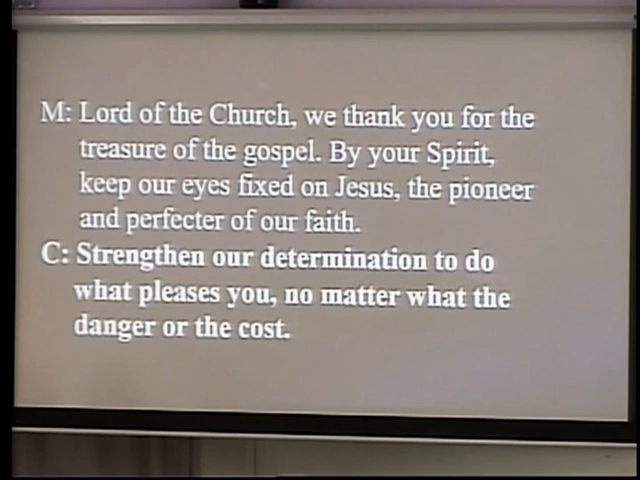 M: Lord of the Church, we thank you for the
treasure of the gospel. By your Spirit,
keep our eyes fixed on Jesus, the pioneer
and perfecter of our faith.
C: Strengthen our determination to do
what pleases you, no matter what the
danger or the cost.